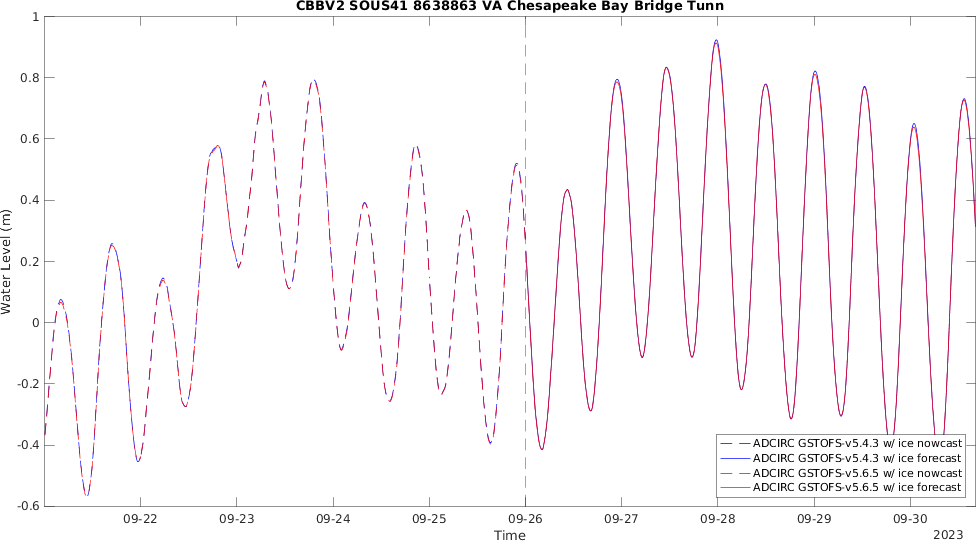 CBBV2 SOUS41 8638863 VA Chesapeake Bay Bridge Tunn
Water Level (m)
1
0.8
0.6
0.4
0.2
0
-0.2
-0.4
-0.6
09-22
09-23
09-24
09-25
09-26
09-27
09-28
09-29
09-30
Time
2023
ADCIRC GSTOFS-v5.4.3 w/ ice nowcast
ADCIRC GSTOFS-v5.4.3 w/ ice forecast
ADCIRC GSTOFS-v5.6.5 w/ ice nowcast
ADCIRC GSTOFS-v5.6.5 w/ ice forecast